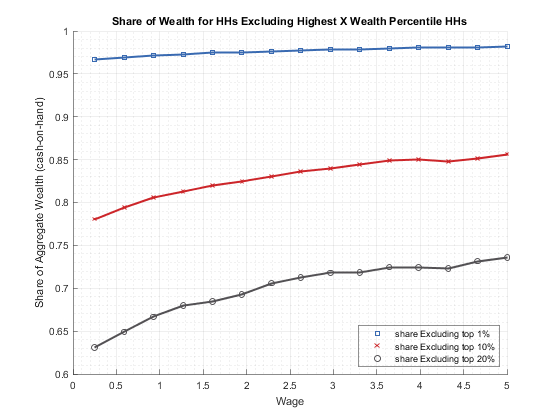 Share of Wealth for HHs Excluding Highest X Wealth Percentile HHs
1
0.95
0.9
0.85
0.8
0.75
0.7
0.65
0.6
Share of Aggregate Wealth (cash-on-hand)
share Excluding top 1%
share Excluding top 10%
share Excluding top 20%
0 0.5 1 1.5 2 2.5 3 3.5 4 4.5 5
Wage